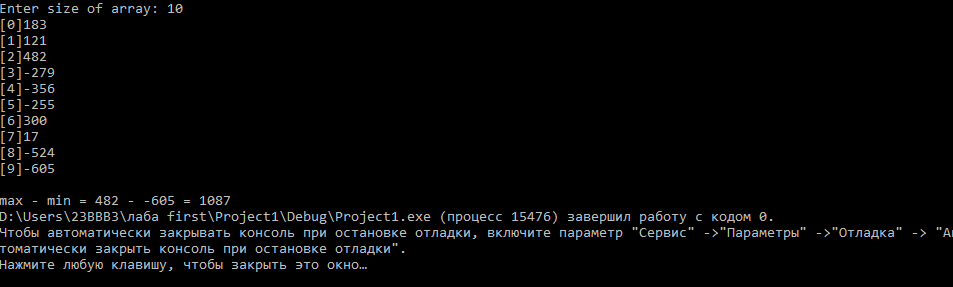 Enter size of array: 10
[0]183
[1]121
[2]482
[3]-279
[4]-356
[5]-255
[6]300
[7]17
[8]-524
[9]-605
max - min = 482 - -605 = 1087
D:\Users\23BBB3\лаба first\Project1\Debug\Project1.exe (процесс 15476) завершил работу с кодом 0.
Чтобы автоматически закрывать консоль при остановке отладки, включите параметр "Сервис" ->"Параметры" ->"Отладка" -> "Ав
томатически закрыть консоль при остановке отладки".
Нажмите любую клавишу, чтобы закрыть это окно…